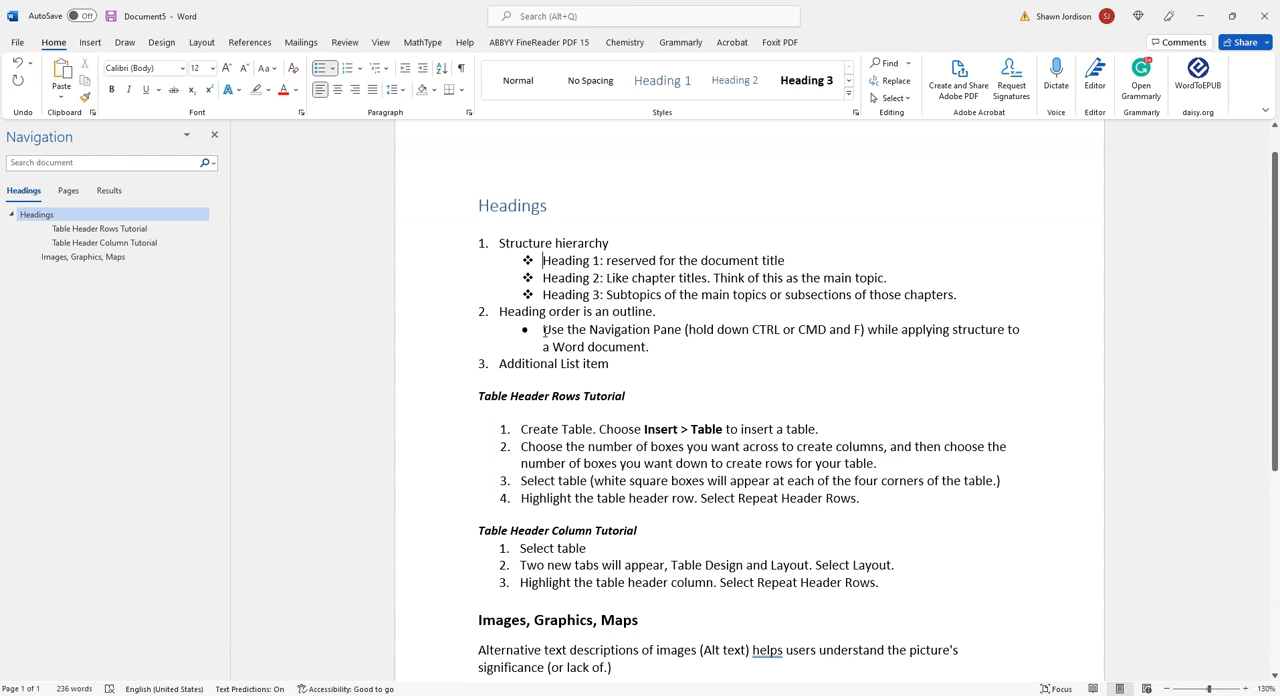 AutoSave Off Document5 - Word Search (Alt+Q) Shawn Jordison SJ
File Home Insert Draw Design Layout References Mailings Review View MathType Help ABBYY FineReader PDF 15 Chemistry Grammarly Acrobat Foxit PDF Comments Share
Calibri (Body) 12 Aa Find
Paste Normal No Spacing Heading 1 Heading 2 Heading 3 Replace Create and Share Adobe PDF Request Signatures Dictate Editor Open Grammarly WordToEPUB
B I U ab x₂ x² A A Select
Undo Clipboard Font Paragraph Styles Editing Adobe Acrobat Voice Editor Grammarly daisy.org
Navigation
Search document
Headings Pages Results
Headings
Table Header Rows Tutorial
Table Header Column Tutorial
Images, Graphics, Maps
Headings
1. Structure hierarchy
❖ Heading 1: reserved for the document title
❖ Heading 2: Like chapter titles. Think of this as the main topic.
❖ Heading 3: Subtopics of the main topics or subsections of those chapters.
2. Heading order is an outline.
• Use the Navigation Pane (hold down CTRL or CMD and F) while applying structure to
a Word document.
3. Additional List item
Table Header Rows Tutorial
1. Create Table. Choose Insert > Table to insert a table.
2. Choose the number of boxes you want across to create columns, and then choose the
number of boxes you want down to create rows for your table.
3. Select table (white square boxes will appear at each of the four corners of the table.)
4. Highlight the table header row. Select Repeat Header Rows.
Table Header Column Tutorial
1. Select table
2. Two new tabs will appear, Table Design and Layout. Select Layout.
3. Highlight the table header column. Select Repeat Header Rows.
Images, Graphics, Maps
Alternative text descriptions of images (Alt text) helps users understand the picture's
significance (or lack of.)
Page 1 of 1 236 words English (United States) Text Predictions: On Accessibility: Good to go Focus 130%